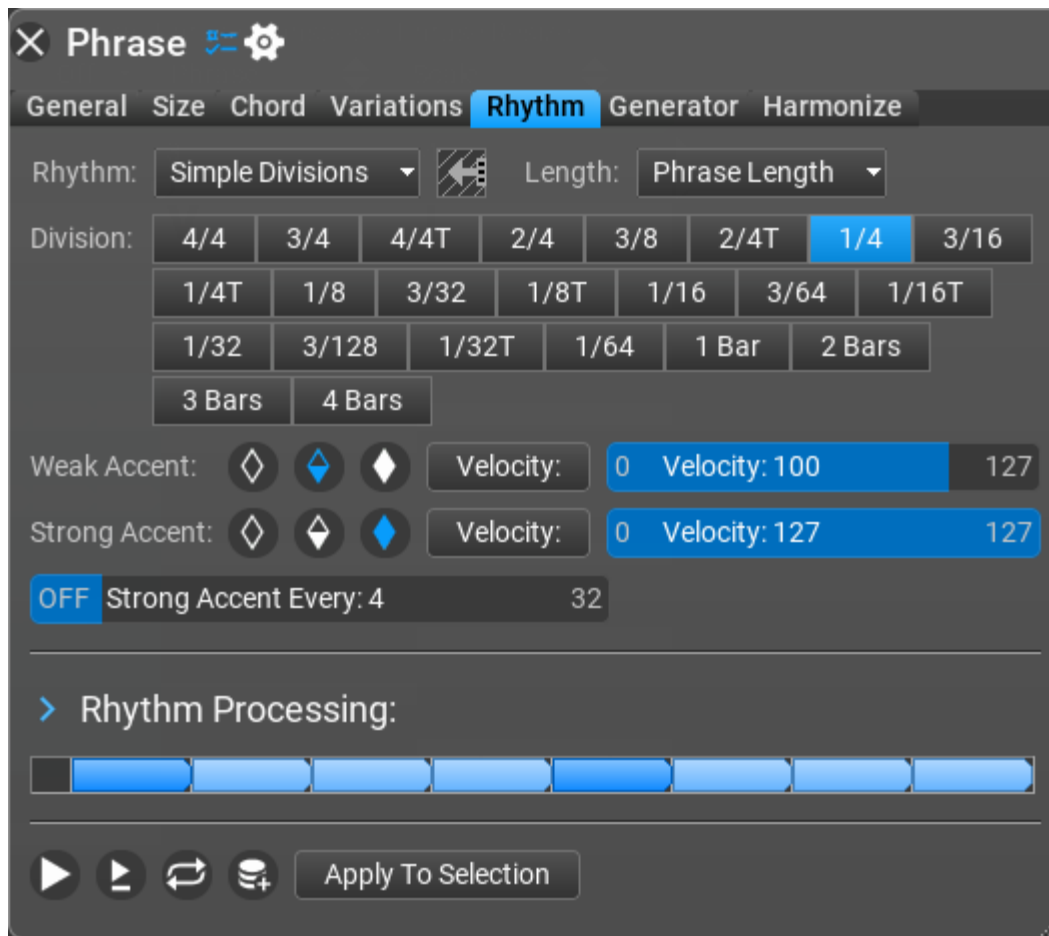 Phrase
General Size Chord Variations Rhythm Generator Harmonize
Rhythm: Simple Divisions Length: Phrase Length
Division: 4/4 3/4 4/4T 2/4 3/8 2/4T 1/4 3/16
1/4T 1/8 3/32 1/8T 1/16 3/64 1/16T
1/32 3/128 1/32T 1/64 1 Bar 2 Bars
3 Bars 4 Bars
Weak Accent: Velocity: 0 Velocity: 100 127
Strong Accent: Velocity: 0 Velocity: 127 127
OFF Strong Accent Every: 4 32
Rhythm Processing:
Apply To Selection